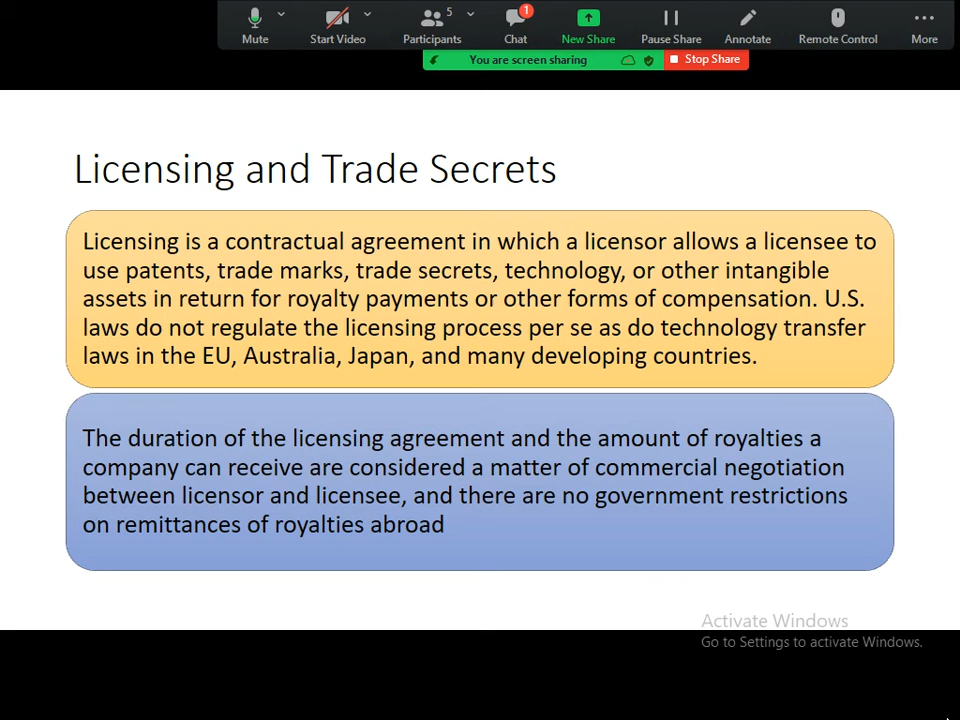 5
1
Mute
Start Video
Participants
Chat
New Share
Pause Share
Annotate
Remote Control
More
You are screen sharing
Stop Share
Licensing and Trade Secrets
Licensing is a contractual agreement in which a licensor allows a licensee to
use patents, trade marks, trade secrets, technology, or other intangible
assets in return for royalty payments or other forms of compensation. U.S.
laws do not regulate the licensing process per se as do technology transfer
laws in the EU, Australia, Japan, and many developing countries.
The duration of the licensing agreement and the amount of royalties a
company can receive are considered a matter of commercial negotiation
between licensor and licensee, and there are no government restrictions
on remittances of royalties abroad
Activate Windows
Go to Settings to activate Windows.